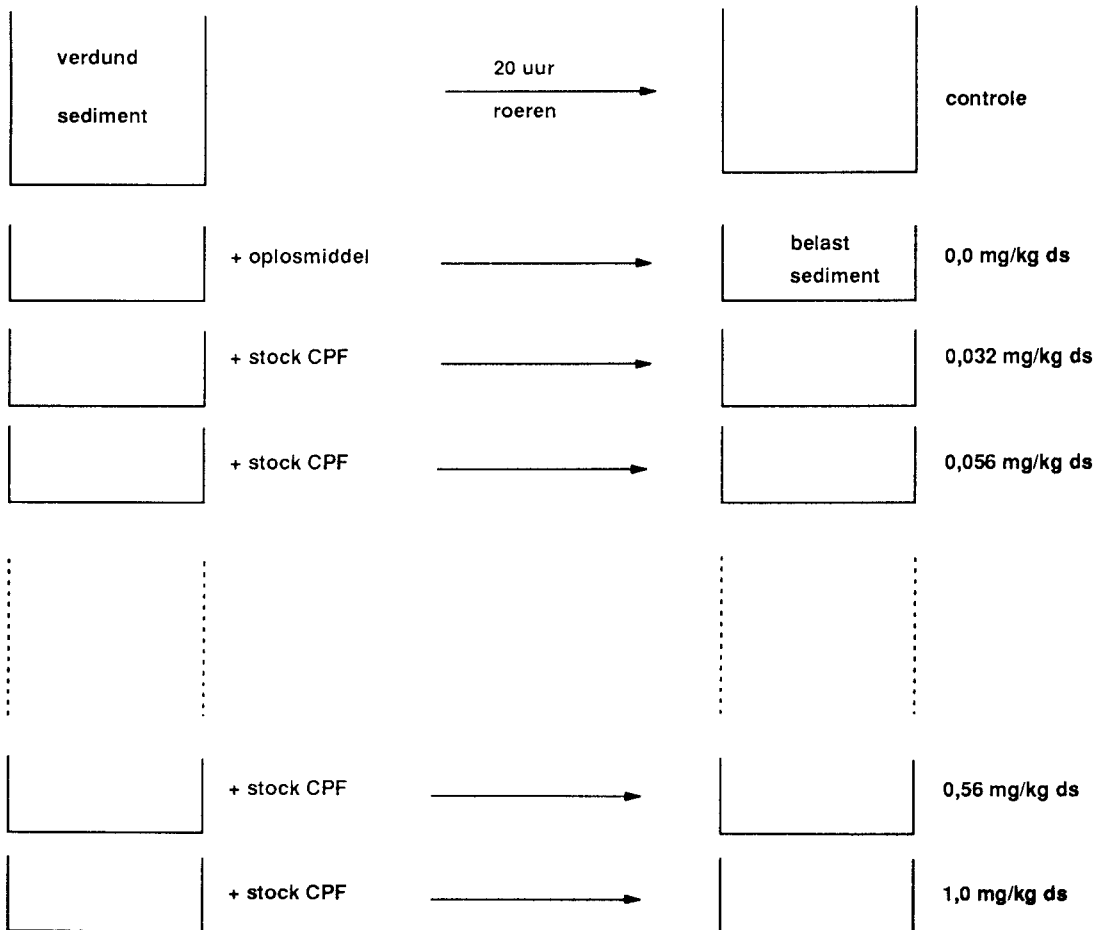 verdund
sediment
20 uur
roeren
controle
+ oplosmiddel
belast
sediment
0,0 mg/kg ds
+ stock CPF
0,032 mg/kg ds
+ stock CPF
0,056 mg/kg ds
+ stock CPF
0,56 mg/kg ds
+ stock CPF
1,0 mg/kg ds